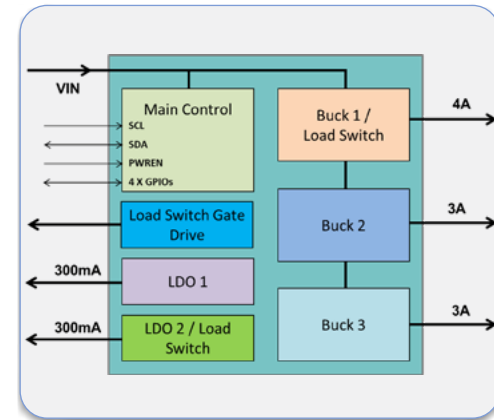 VIN
Main Control
SCL
SDA
PWREN
4 X GPIOs
Load Switch Gate
Drive
300mA
LDO 1
300mA
LDO 2 / Load
Switch
Buck 1 /
Load Switch
4A
Buck 2
3A
Buck 3
3A